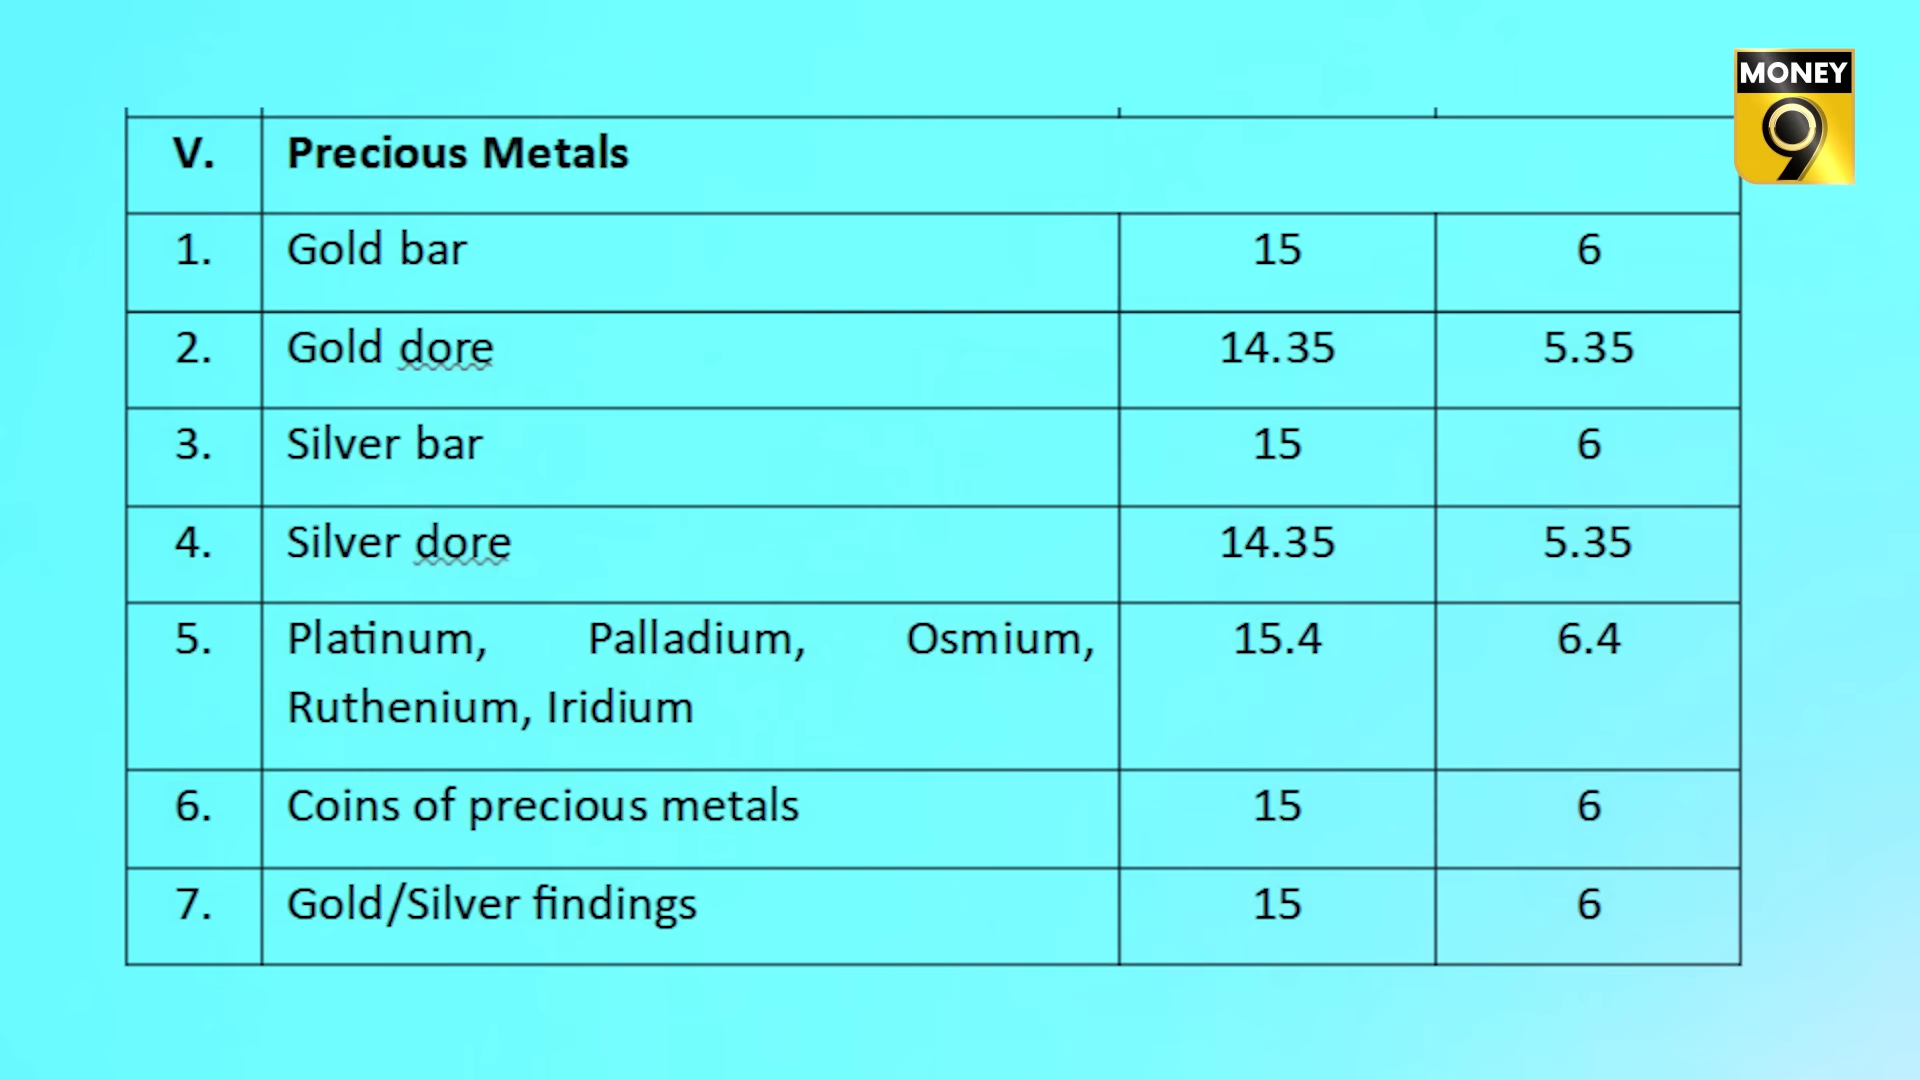 MONEY
9
V. Precious Metals
1. Gold bar 15 6
2. Gold dore 14.35 5.35
3. Silver bar 15 6
4. Silver dore 14.35 5.35
5. Platinum, Palladium, Osmium, 15.4 6.4
Ruthenium, Iridium
6. Coins of precious metals 15 6
7. Gold/Silver findings 15 6